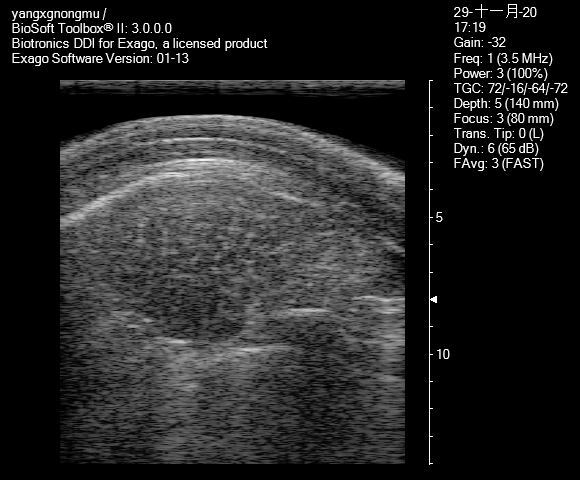 yangxgnongmu /
BioSoft Toolbox® II: 3.0.0.0
Biotronics DDI for Exago, a licensed product
Exago Software Version: 01-13
29-十一月-20
17:19
Gain: -32
Freq: 1 (3.5 MHz)
Power: 3 (100%)
TGC: 72/-16/-64/-72
Depth: 5 (140 mm)
Focus: 3 (80 mm)
Trans. Tip: 0 (L)
Dyn.: 6 (65 dB)
FAvg: 3 (FAST)
5
10